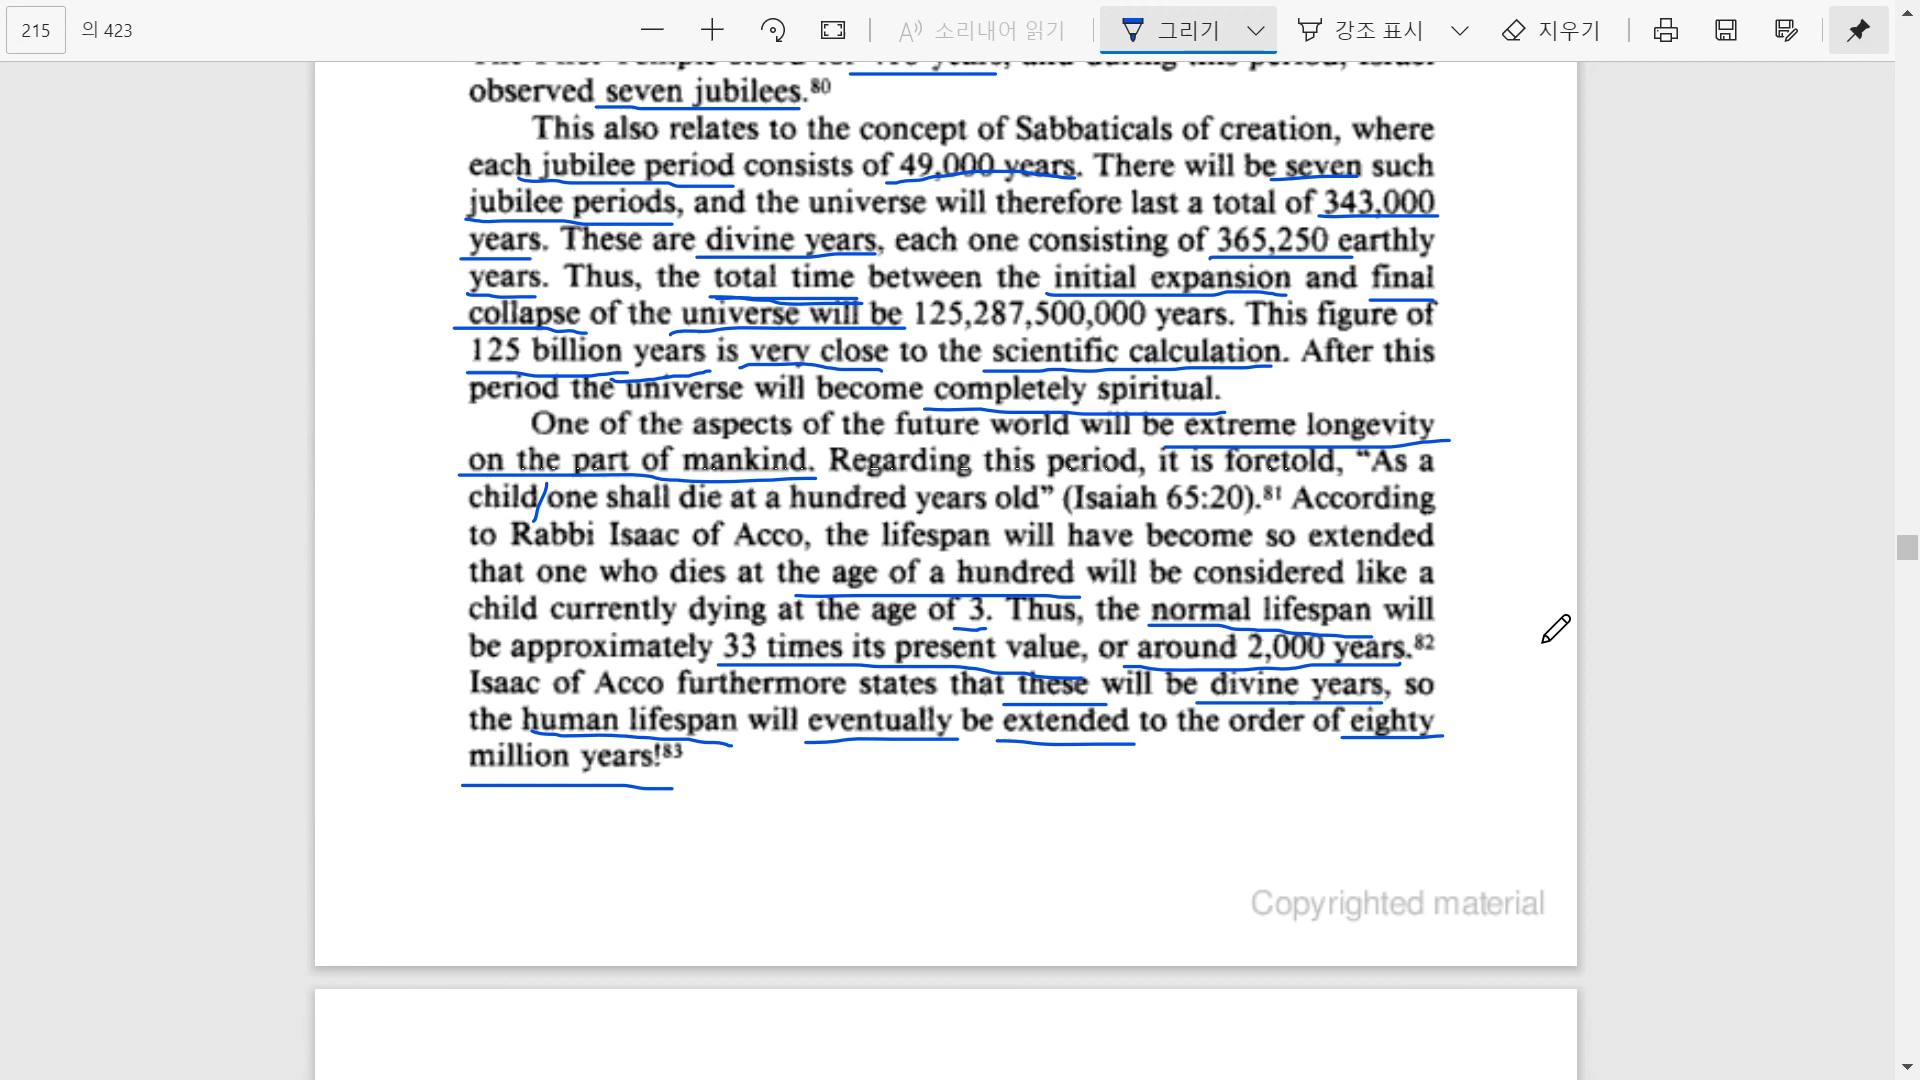 215 의 423 소리내어 읽기 그리기 강조 표시 지우기
The First Temple stood for 410 years, and during this period, Israel
observed seven jubilees.80
This also relates to the concept of Sabbaticals of creation, where
each jubilee period consists of 49,000 years. There will be seven such
jubilee periods, and the universe will therefore last a total of 343,000
years. These are divine years, each one consisting of 365,250 earthly
years. Thus, the total time between the initial expansion and final
collapse of the universe will be 125,287,500,000 years. This figure of
125 billion years is very close to the scientific calculation. After this
period the universe will become completely spiritual.
One of the aspects of the future world will be extreme longevity
on the part of mankind. Regarding this period, it is foretold, “As a
child one shall die at a hundred years old” (Isaiah 65:20).81 According
to Rabbi Isaac of Acco, the lifespan will have become so extended
that one who dies at the age of a hundred will be considered like a
child currently dying at the age of 3. Thus, the normal lifespan will
be approximately 33 times its present value, or around 2,000 years.82
Isaac of Acco furthermore states that these will be divine years, so
the human lifespan will eventually be extended to the order of eighty
million years!83
Copyrighted material